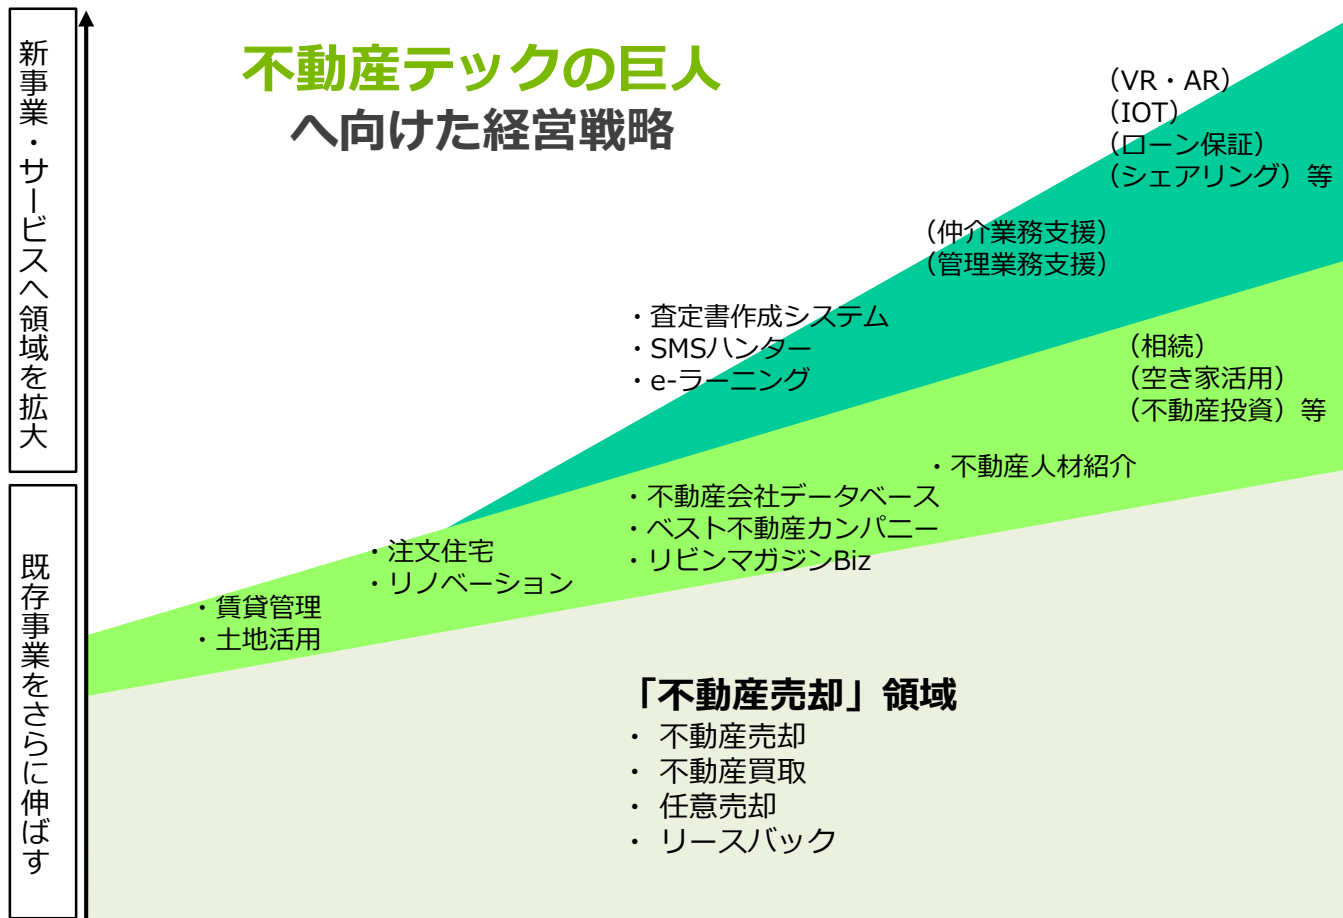 新事業・サービスへ領域を拡大
既存事業をさらに伸ばす
不動産テックの巨人
へ向けた経営戦略
（VR・AR）
（IOT）
（ローン保証）
（シェアリング）等
（仲介業務支援）
（管理業務支援）
・査定書作成システム
・SMSハンター
・e-ラーニング
（相続）
（空き家活用）
（不動産投資）等
・不動産人材紹介
・不動産会社データベース
・ベスト不動産カンパニー
・リビンマガジンBiz
・注文住宅
・リノベーション
・賃貸管理
・土地活用
「不動産売却」領域
・ 不動産売却
・ 不動産買取
・ 任意売却
・ リースバック